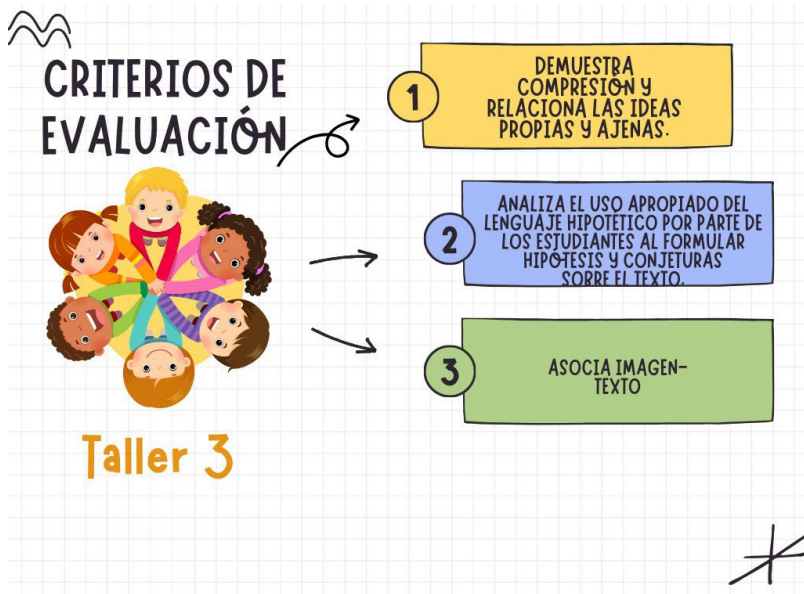 CRITERIOS DE
EVALUACIÓN
1
DEMUESTRA
COMPRESIÓN Y
RELACIONA LAS IDEAS
PROPIAS Y AJENAS.
2
ANALIZA EL USO APROPIADO DEL
LENGUAJE HIPOTÉTICO POR PARTE DE
LOS ESTUDIANTES AL FORMULAR
HIPÓTESIS Y CONJETURAS
SOBRE EL TEXTO.
3
ASOCIA IMAGEN-
TEXTO
Taller 3